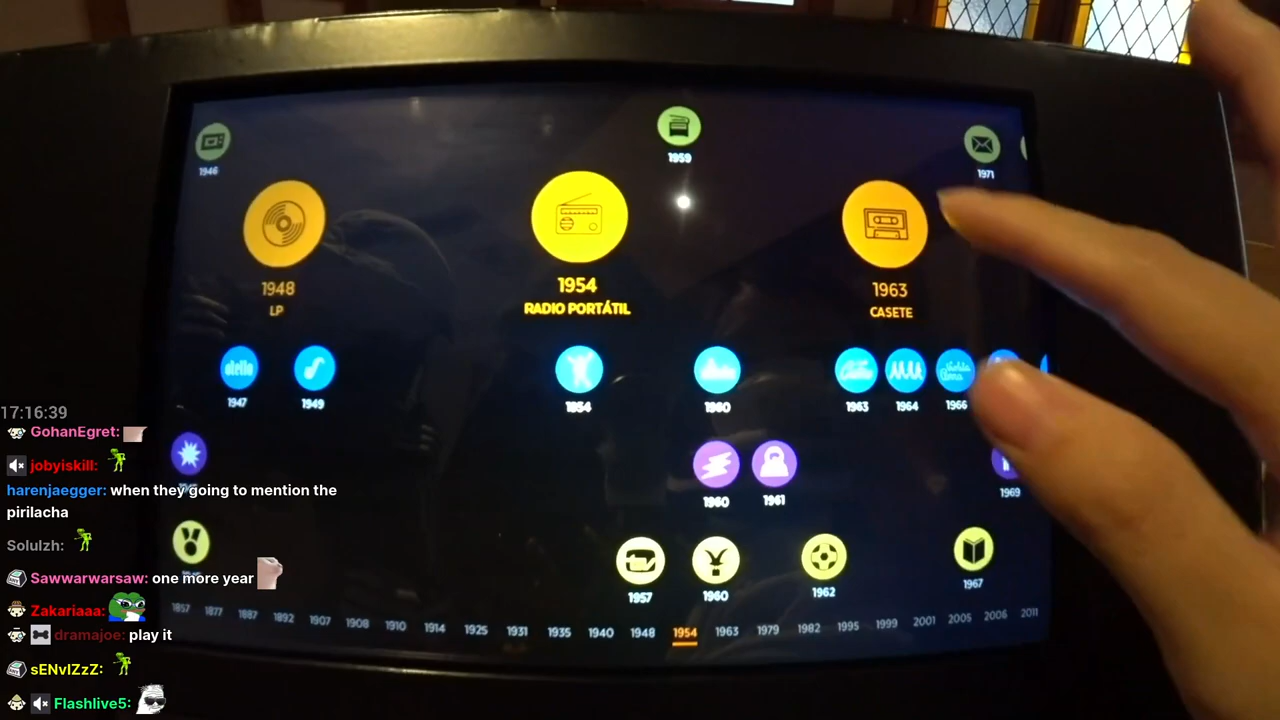 1959
1946
1971
1948
LP
1954
RADIO PORTÁTIL
1963
CASETE
1947
1949
1954
1960
1963
1964
1966
1960
1961
1969
1957
1960
1962
1967
1857 1877 1887 1892 1907 1908 1910 1914 1925 1931 1935 1940 1948 1954 1963 1979 1982 1995 1999 2001 2005 2006 2011
17:16:39
GohanEgret:
jobyiskill:
harenjaegger: when they going to mention the
pirilacha
Solulzh:
Sawwarwarsaw: one more year
Zakariaaa:
dramajoe: play it
sENvIZzZ:
Flashlive5: